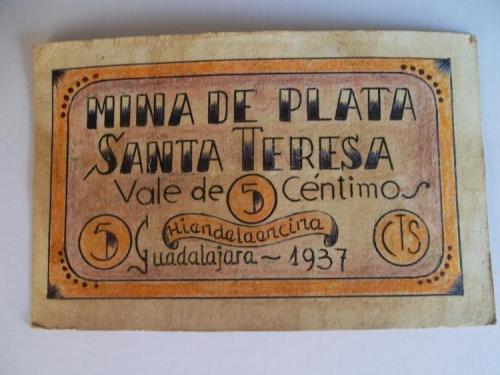 MINA DE PLATA
SANTA TERESA
Vale de 5 Céntimos
5 Hiendelaencina CTS
Guadalajara ~ 1937